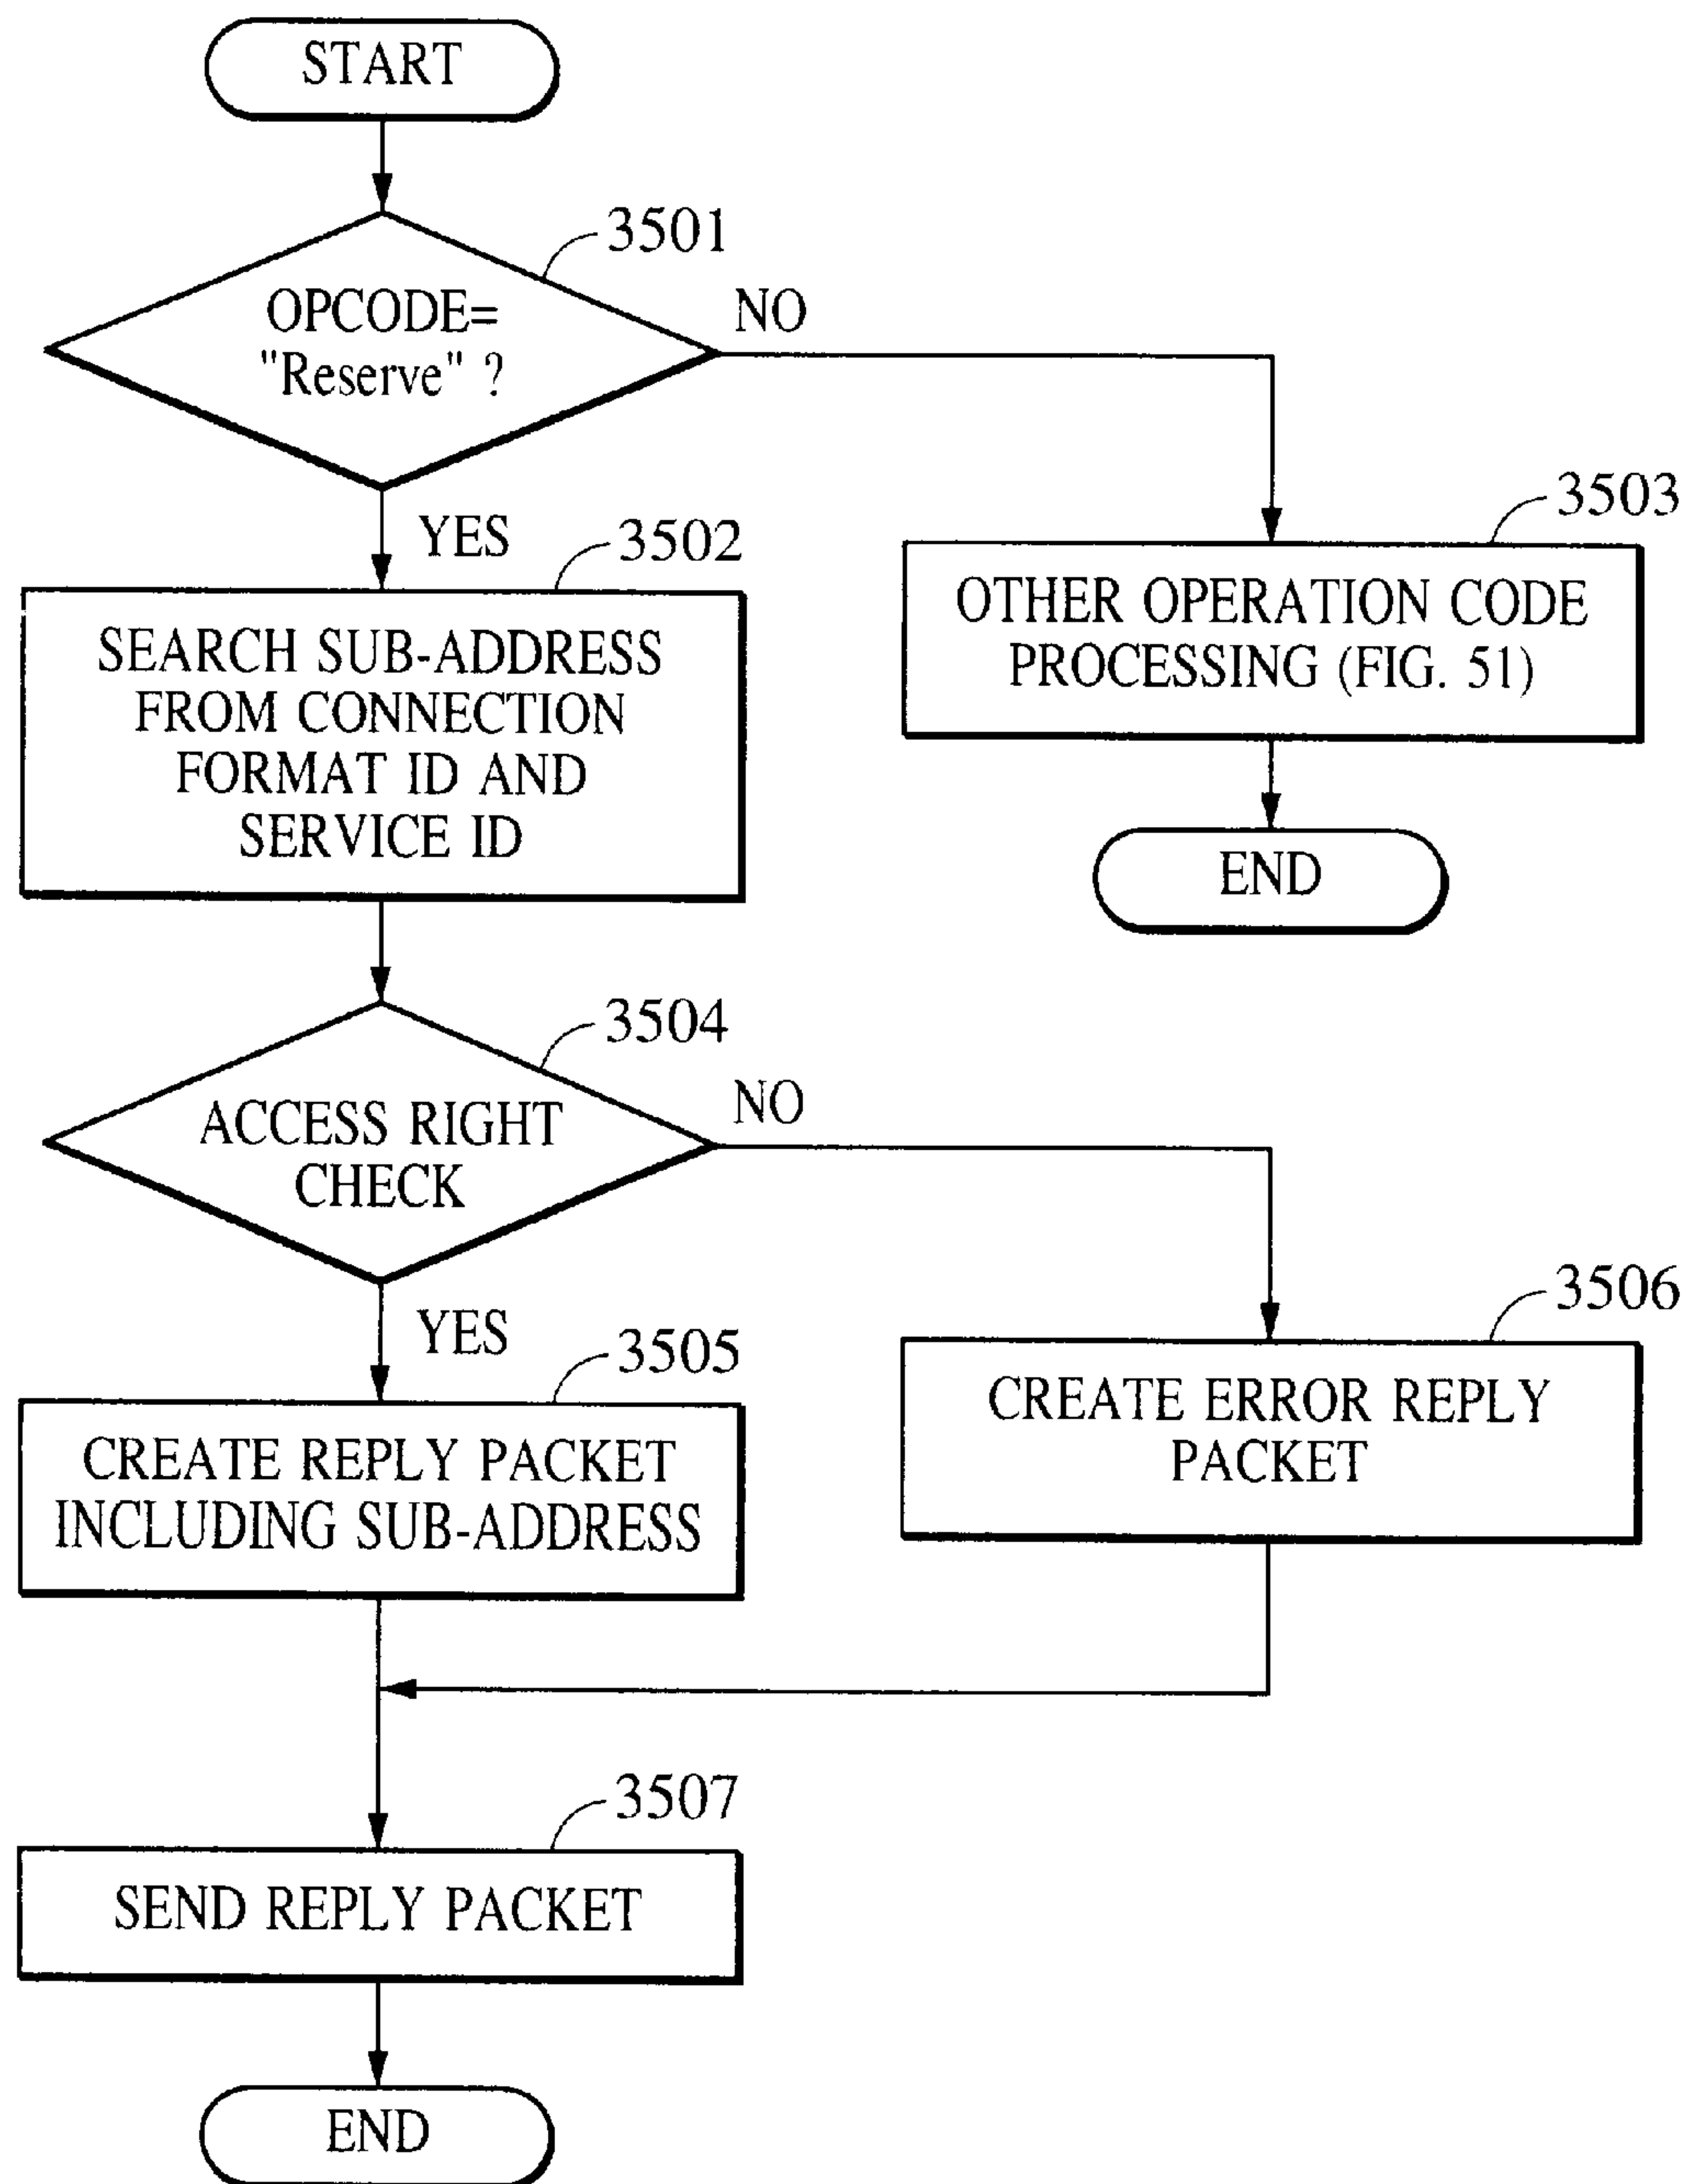 START
3501
OPCODE=
"Reserve" ?
NO
YES
3502
SEARCH SUB-ADDRESS
FROM CONNECTION
FORMAT ID AND
SERVICE ID
3503
OTHER OPERATION CODE
PROCESSING (FIG. 51)
END
3504
ACCESS RIGHT
CHECK
NO
YES
3505
CREATE REPLY PACKET
INCLUDING SUB-ADDRESS
3506
CREATE ERROR REPLY
PACKET
3507
SEND REPLY PACKET
END